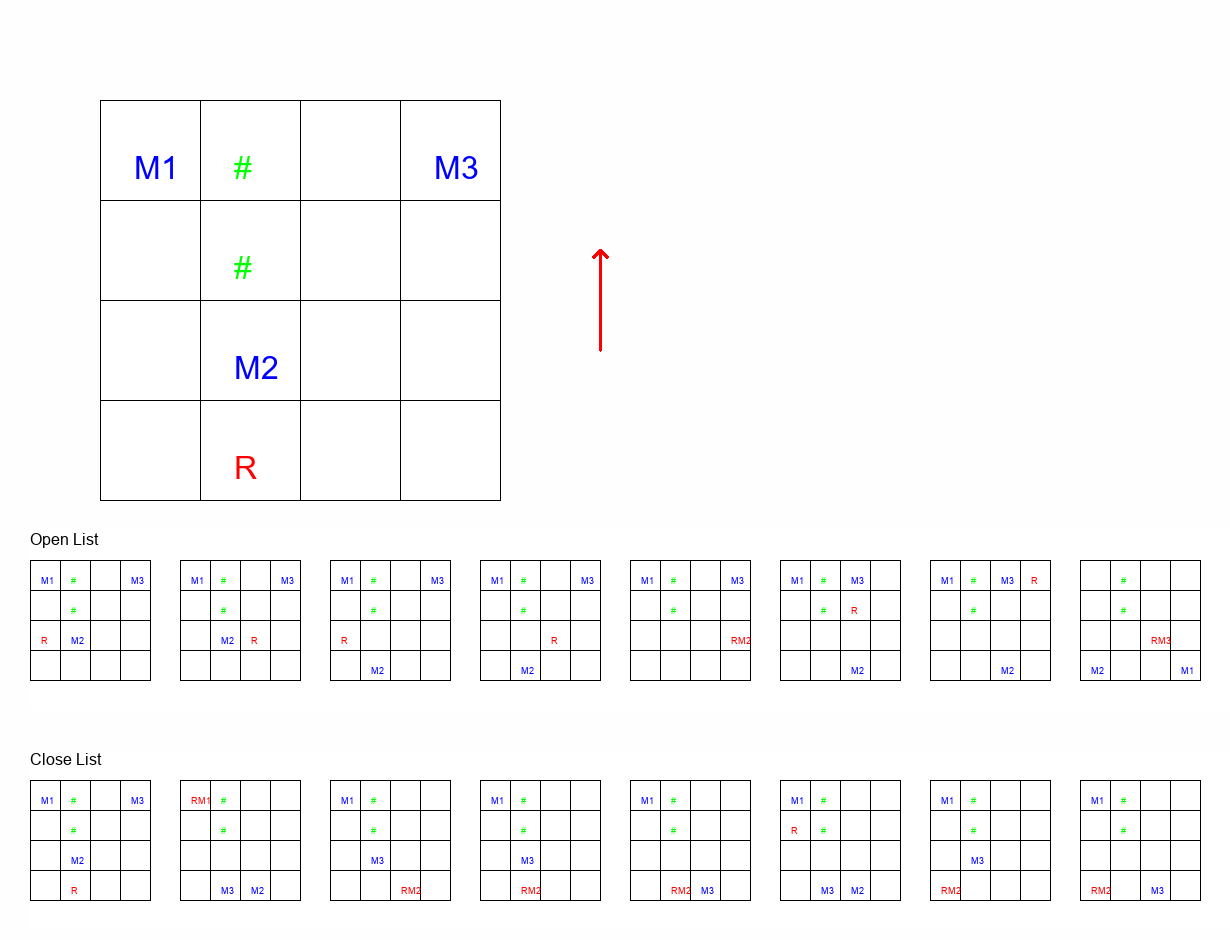 M1 # M3
#
M2
R
Open List
M1 # M3 M1 # M3 M1 # M3 M1 # M3 M1 # M3 M1 # M3 M1 # M3 R #
# # # # # # R # #
R M2 M2 R R R RM2 RM3
M2 M2 M2 M2 M2 M1
Close List
M1 # M3 RM1 # M1 # M1 # M1 # M1 # M1 # M1 #
# # # # # R # # #
M2 M3 M3 M3
R M3 M2 RM2 RM2 RM2 M3 M3 M2 RM2 RM2 M3